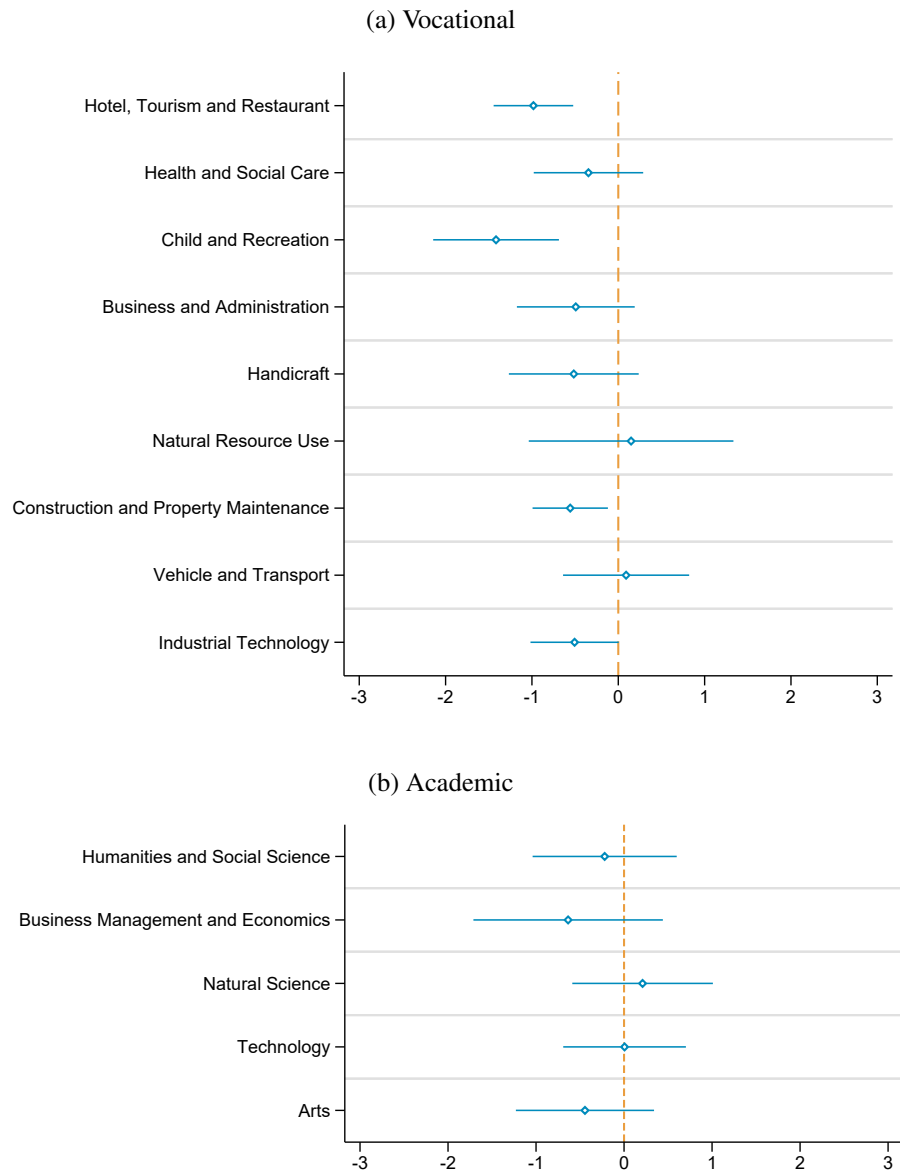 (a) Vocational
Hotel, Tourism and Restaurant
Health and Social Care
Child and Recreation
Business and Administration
Handicraft
Natural Resource Use
Construction and Property Maintenance
Vehicle and Transport
Industrial Technology
-3 -2 -1 0 1 2 3
(b) Academic
Humanities and Social Science
Business Management and Economics
Natural Science
Technology
Arts
-3 -2 -1 0 1 2 3